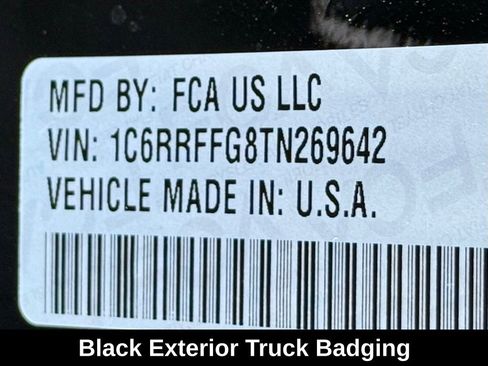 MFD BY: FCA US LLC
VIN: 1C6RRFFG8TN269642
VEHICLE MADE IN: U.S.A.
Black Exterior Truck Badging